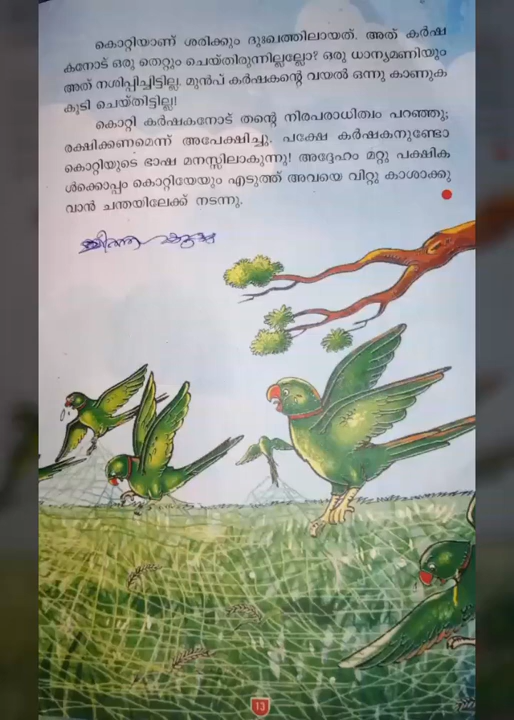 കൊറ്റിയാണ് ശരിക്കും ദുഃഖത്തിലായത്. അത് കർഷ
കനോട് ഒരു തെറ്റും ചെയ്തിരുന്നില്ലല്ലോ? ഒരു ധാന്യമണിയും
അത് നശിപ്പിച്ചിട്ടില്ല. മുൻപ് കർഷകന്റെ വയൽ ഒന്നു കാണുക
കൂടി ചെയ്തിട്ടില്ല!
കൊറ്റി കർഷകനോട് തന്റെ നിരപരാധിത്വം പറഞ്ഞു;
രക്ഷിക്കണമെന്ന് അപേക്ഷിച്ചു. പക്ഷേ കർഷകനുണ്ടോ
കൊറ്റിയുടെ ഭാഷ മനസ്സിലാകുന്നു! അദ്ദേഹം മറ്റു പക്ഷിക
ൾക്കൊപ്പം കൊറ്റിയേയും എടുത്ത് അവയെ വിറ്റു കാശാക്കു
വാൻ ചന്തയിലേക്ക് നടന്നു.
13